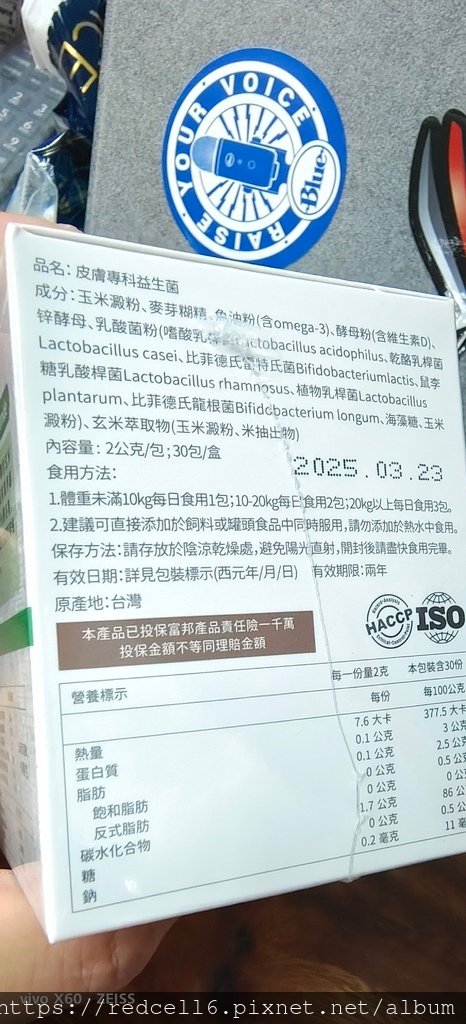 RAISE YOUR VOICE
Blue
品名：皮膚專科益生菌
成分：玉米澱粉、麥芽糊精、魚油粉(含omega-3)、酵母粉(含維生素D)、
鋅酵母、乳酸菌粉(嗜酸乳桿菌Lactobacillus acidophilus、乾酪乳桿菌
Lactobacillus casei、比菲德氏雷特氏菌Bifidobacteriumlactis、鼠李
糖乳酸桿菌Lactobacillus rhamnosus、植物乳桿菌Lactobacillus
plantarum、比菲德氏龍根菌Bifidobacterium longum、海藻糖、玉米
澱粉)、玄米萃取物(玉米澱粉、米抽出物)
內容量：2公克/包；30包/盒
2025.03.23
食用方法：
1.體重未滿10kg每日食用1包；10-20kg每日食用2包；20kg以上每日食用3包。
2.建議可直接添加於飼料或罐頭食品中同時服用，請勿添加於熱水中食用。
保存方法：請存放於陰涼乾燥處，避免陽光直射，開封後請盡快食用完畢。
有效日期：詳見包裝標示(西元年/月/日) 有效期限：兩年
原產地：台灣
本產品已投保富邦產品責任險一千萬
投保金額不等同理賠金額
HACCP ISO
營養標示
每一份量2克 本包裝含30份
每份 每100公克
熱量 7.6 大卡 377.5 大卡
蛋白質 0.1 公克 3 公克
脂肪 0.1 公克 2.5 公克
飽和脂肪 0 公克 0.5 公
反式脂肪 0 公克 0 公
碳水化合物 1.7 公克 86 公
糖 0 公克 0.5 公
鈉 0.2 毫克 11 毫
vivo X60 ZEISS
https://redcell6.pixnet.net/album